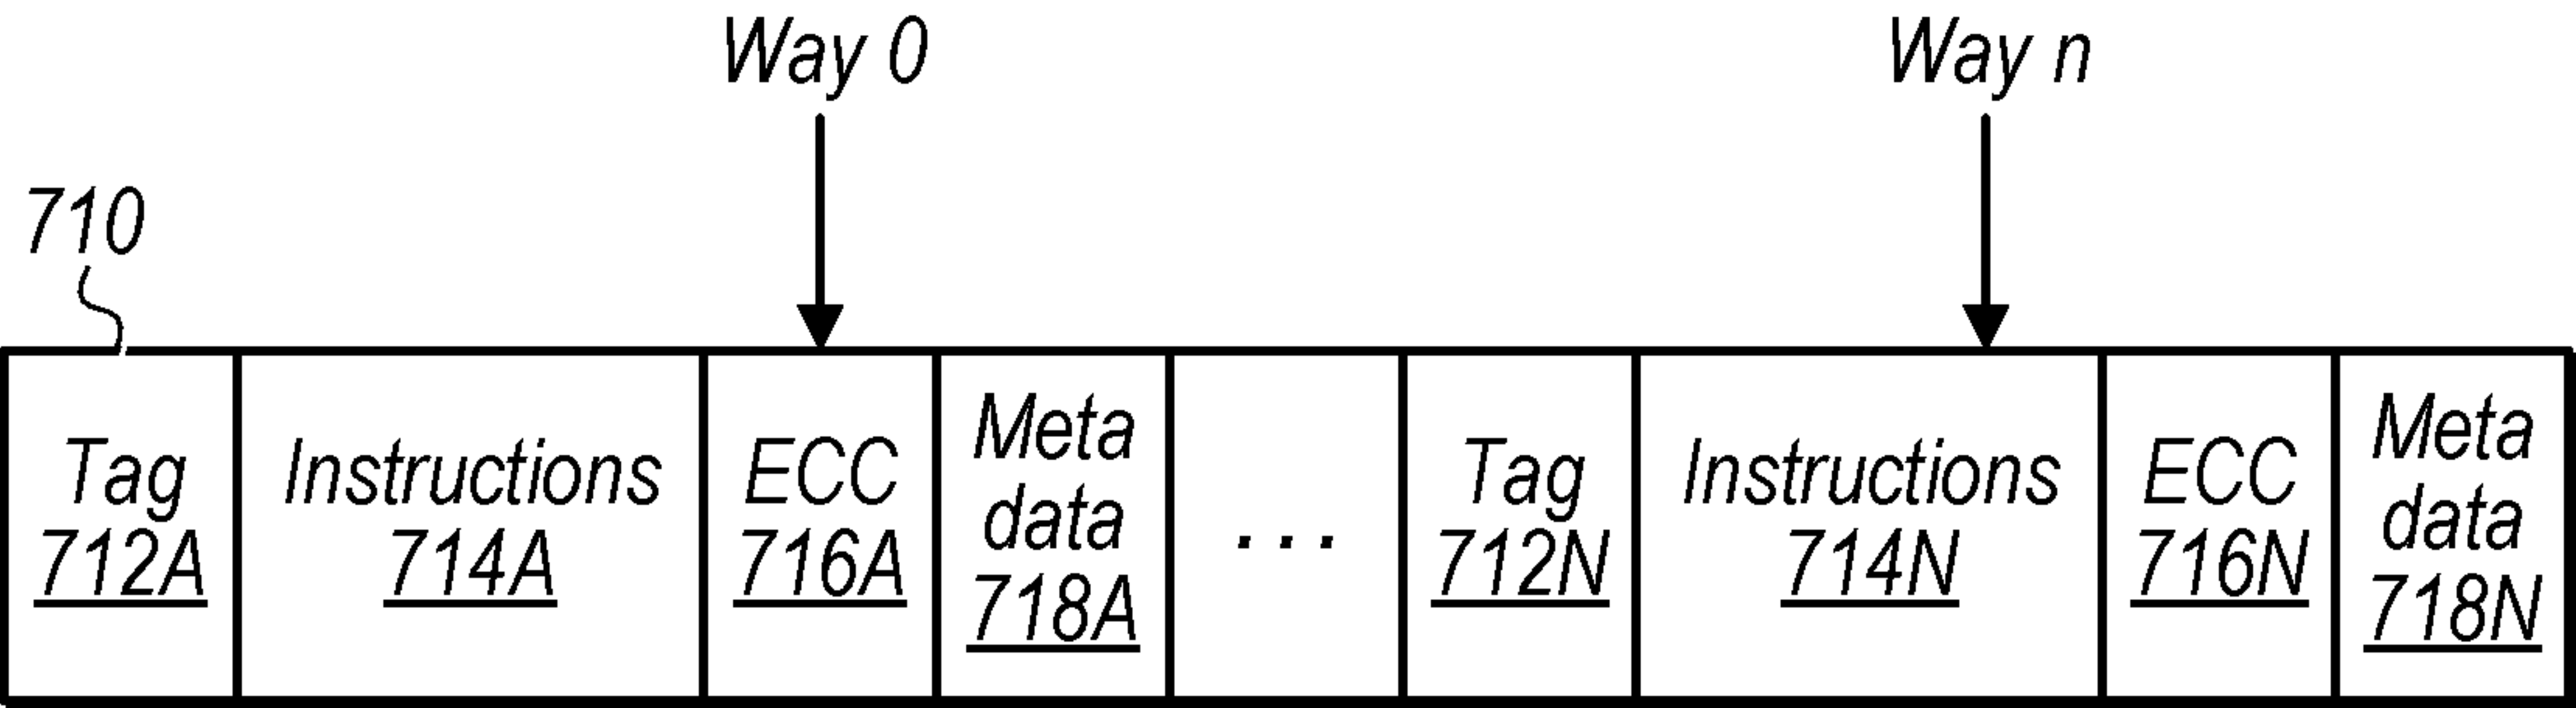 Way 0
Way n
710
Tag
712A
Instructions
714A
ECC
716A
Meta
data
718A
...
Tag
712N
Instructions
714N
ECC
716N
Meta
data
718N